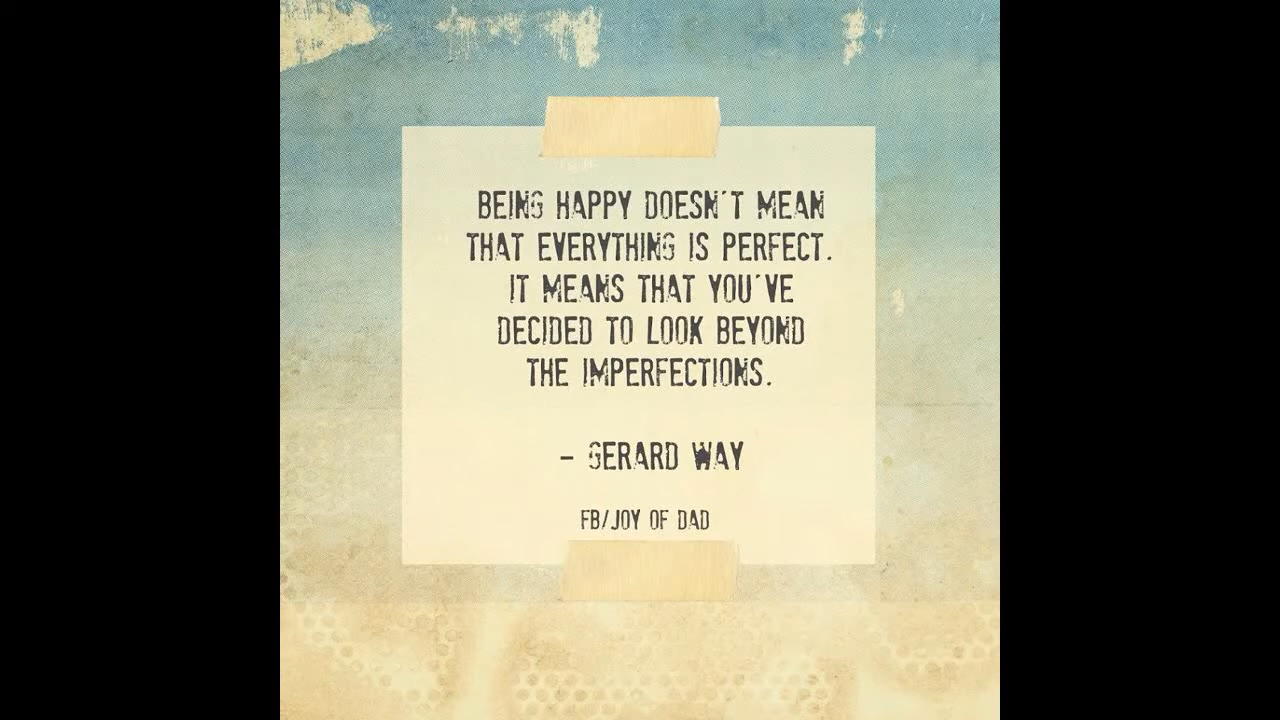 BEING HAPPY DOESN'T MEAN
THAT EVERYTHING IS PERFECT.
IT MEANS THAT YOU'VE
DECIDED TO LOOK BEYOND
THE IMPERFECTIONS.
- GERARD WAY
FB/JOY OF DAD